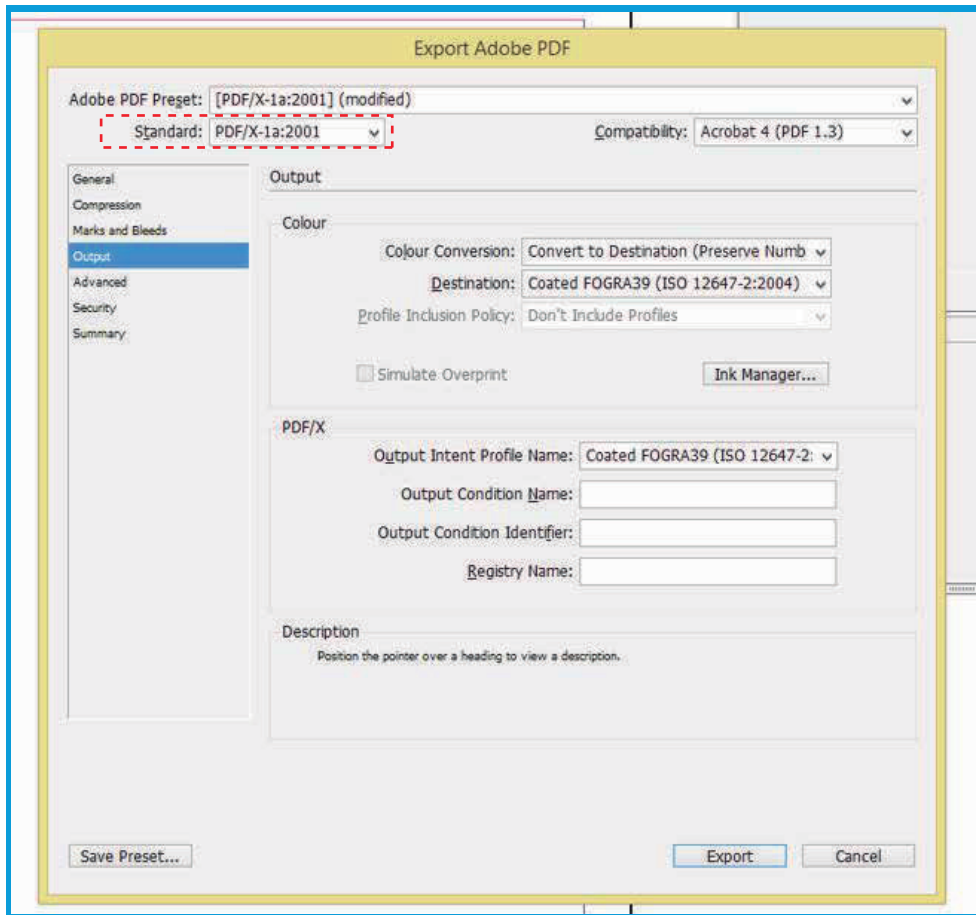 Export Adobe PDF
Adobe PDF Preset: [PDF/X-1a:2001] (modified)
Standard: PDF/X-1a:2001 Compatibility: Acrobat 4 (PDF 1.3)
General
Compression
Marks and Bleeds
Output
Advanced
Security
Summary
Output
Colour
Colour Conversion: Convert to Destination (Preserve Numb
Destination: Coated FOGRA39 (ISO 12647-2:2004)
Profile Inclusion Policy: Don't Include Profiles
Simulate Overprint Ink Manager...
PDF/X
Output Intent Profile Name: Coated FOGRA39 (ISO 12647-2:
Output Condition Name:
Output Condition Identifier:
Registry Name:
Description
Position the pointer over a heading to view a description.
Save Preset... Export Cancel